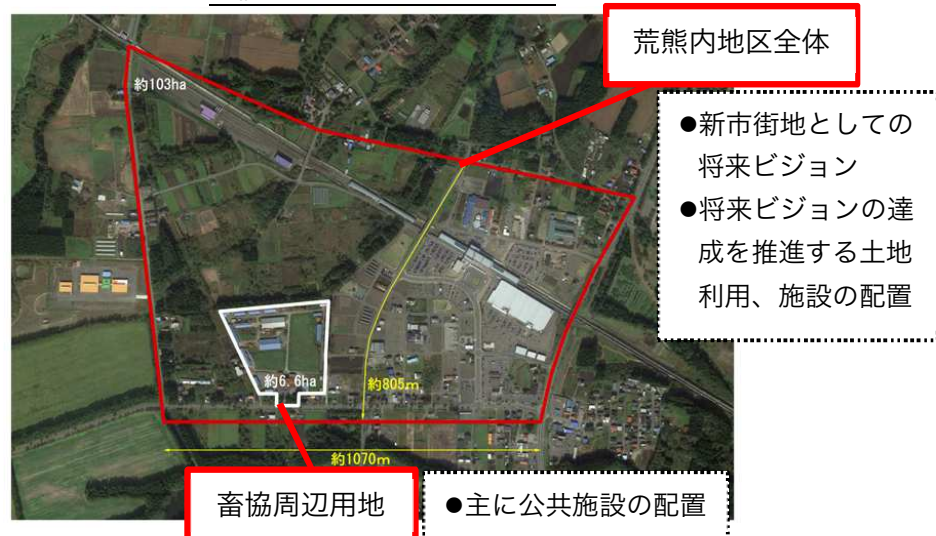 荒熊内地区全体
約103ha
●新市街地としての
将来ビジョン
●将来ビジョンの達
成を推進する土地
利用、施設の配置
約6.6ha
約805m
約1070m
畜協周辺用地
●主に公共施設の配置